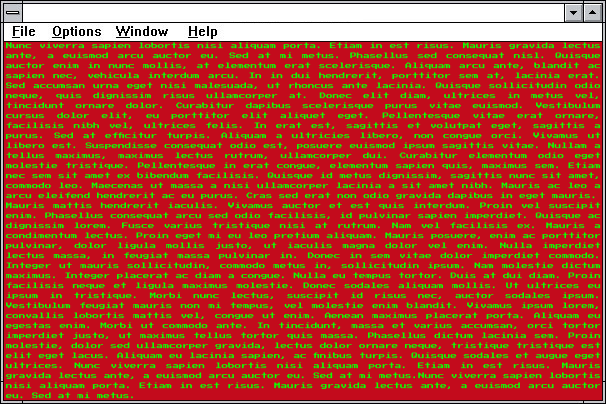 File Options Window Help
Nunc viverra sapien lobortis nisi aliquam porta. Etiam in est risus. Mauris gravida lectus
ante, a euismod arcu auctor eu. Sed at mi metus. Phasellus sed consequat nisl. Quisque
auctor enim in nunc mollis, at elementum erat scelerisque. Aliquam arcu ante, blandit ac
sapien nec, vehicula interdum arcu. In in dui hendrerit, porttitor sem at, lacinia erat.
Sed accumsan urna eget nisi malesuada, ut rhoncus ante lacinia. Quisque sollicitudin odio
neque, quis dignissim risus ullamcorper at. Donec elit diam, ultrices in metus vel,
tincidunt ornare dolor. Curabitur dapibus scelerisque purus vitae euismod. Vestibulum
cursus dolor elit, eu porttitor elit aliquet eget. Pellentesque vitae erat ornare,
facilisis nibh vel, ultrices felis. In erat est, sagittis et volutpat eget, sagittis a
purus. Sed at efficitur turpis. Aliquam a ultricies libero, non congue orci. Vivamus ut
libero est. Suspendisse consequat odio est, posuere euismod ipsum sagittis vitae. Nullam a
tellus maximus, maximus lectus rutrum, ullamcorper dui. Curabitur elementum odio eget
molestie tristique. Pellentesque in erat congue, elementum sapien quis, maximus sem. Etiam
nec sem sit amet ex bibendum facilisis. Quisque id metus dignissim, sagittis nunc sit amet,
commodo leo. Maecenas ut massa a nisi ullamcorper lacinia a sit amet nibh. Mauris ac leo a
arcu eleifend hendrerit ac eu purus. Cras sed erat non odio gravida dapibus in eget mauris.
Mauris mattis hendrerit iaculis. Vivamus auctor et est quis interdum. Proin vel suscipit
enim. Phasellus consequat arcu sed odio facilisis, id pulvinar sapien imperdiet. Quisque ac
dignissim lorem. Fusce varius tristique nisi at rutrum. Nam vel facilisis ex. Mauris a
condimentum lectus. Proin eget mi eu leo pretium aliquam. Mauris posuere, enim ac porttitor
pulvinar, dolor ligula mollis justo, ut iaculis magna dolor vel enim. Nulla imperdiet
lectus massa, in feugiat massa pulvinar in. Donec in sem vitae dolor imperdiet commodo.
Integer ut mauris sollicitudin, commodo metus in, sollicitudin ipsum. Nam molestie dictum
maximus. Integer placerat ac diam a congue. Nulla eu tempus tortor. Duis at dui diam. Proin
facilisis neque et ligula maximus molestie. Donec sodales aliquam mollis. Ut ultrices eu
ipsum in tristique. Morbi nunc lectus, suscipit id risus nec, auctor sodales ipsum.
Vestibulum feugiat mauris non mi tempus, vel molestie enim blandit. Vivamus ipsum lorem,
convallis lobortis mattis vel, congue ut enim. Aenean maximus placerat porta. Aliquam eu
egestas enim. Morbi ut commodo ante. In tincidunt, massa et varius accumsan, orci tortor
imperdiet justo, ut maximus tellus tortor quis massa. Phasellus dictum lacinia sem. Proin
molestie, dolor sed ullamcorper gravida, lectus dolor ornare neque, tristique tristique est
elit eget lacus. Aliquam eu lacinia sapien, ac finibus turpis. Quisque sodales et augue eget
ultrices. Nunc viverra sapien lobortis nisi aliquam porta. Etiam in est risus. Mauris
gravida lectus ante, a euismod arcu auctor eu. Sed at mi metus.Nunc viverra sapien lobortis
nisi aliquam porta. Etiam in est risus. Mauris gravida lectus ante, a euismod arcu auctor
eu. Sed at mi metus.